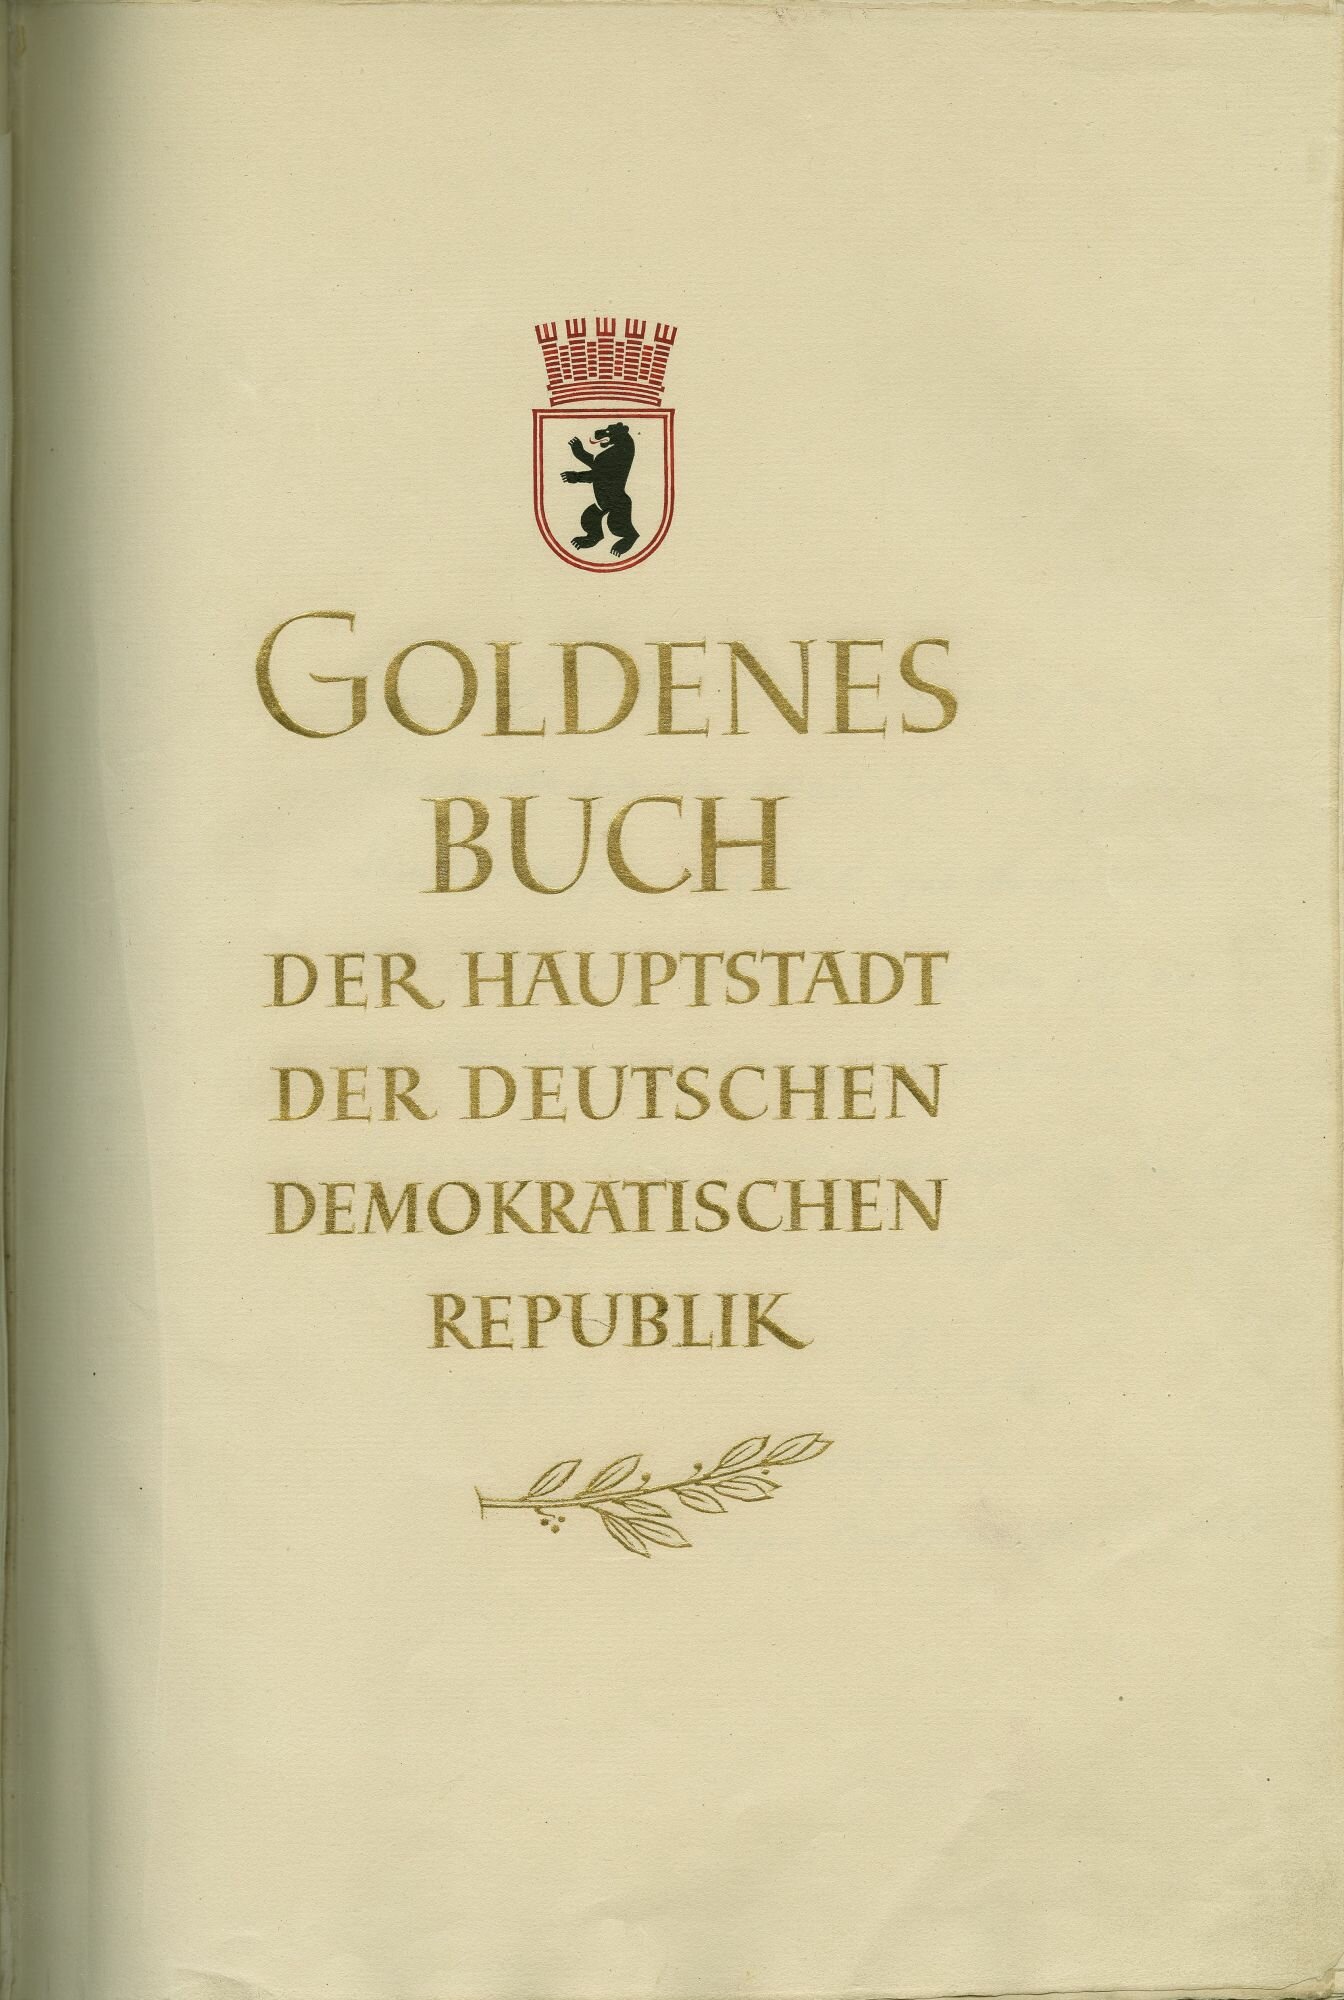 GOLDENES
BUCH
DER HAUPTSTADT
DER DEUTSCHEN
DEMOKRATISCHEN
REPUBLIK